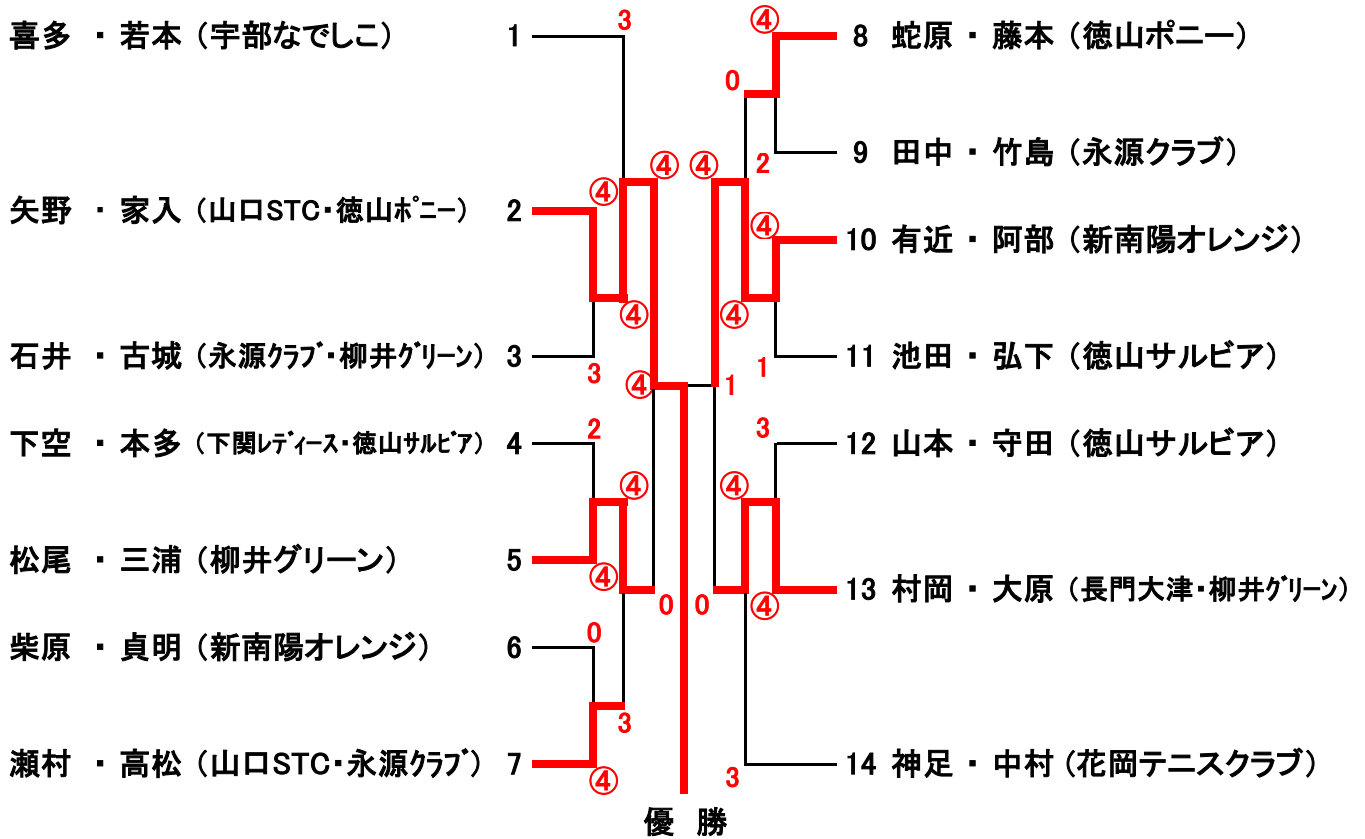 喜多 ・ 若本 (宇部なでしこ) 1
矢野 ・ 家入 (山口STC・徳山ﾎﾟﾆｰ) 2
石井 ・ 古城 (永源ｸﾗﾌﾞ・柳井ｸﾞﾘｰﾝ) 3
下空 ・ 本多 (下関ﾚﾃﾞｨｰｽ・徳山ｻﾙﾋﾞｱ) 4
松尾 ・ 三浦 (柳井グリーン) 5
柴原 ・ 貞明 (新南陽オレンジ) 6
瀬村 ・ 高松 (山口STC・永源ｸﾗﾌﾞ) 7
3
④
④
3
④
④
④
2
④
④
0
0
3
④
④
0
④
2
④
④
1
1
3
④
0
④
3
8 蛇原 ・ 藤本 (徳山ポニー)
9 田中 ・ 竹島 (永源クラブ)
10 有近 ・ 阿部 (新南陽オレンジ)
11 池田 ・ 弘下 (徳山サルビア)
12 山本 ・ 守田 (徳山サルビア)
13 村岡 ・ 大原 (長門大津・柳井ｸﾞﾘｰﾝ)
14 神足 ・ 中村 (花岡テニスクラブ)
優 勝